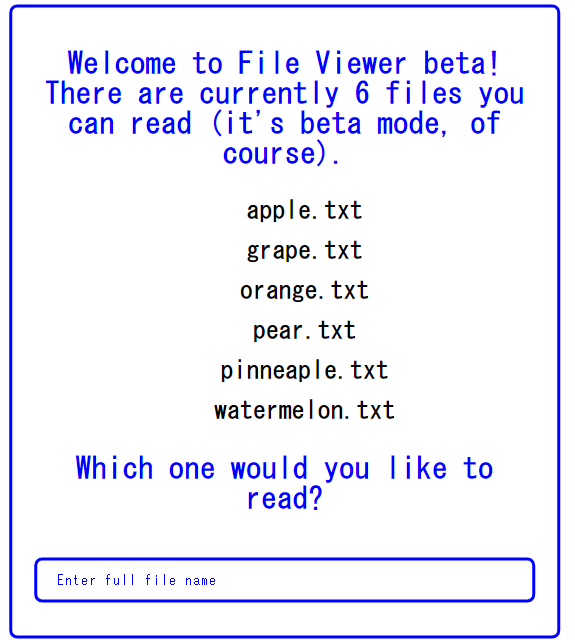 Welcome to File Viewer beta!
There are currently 6 files you
can read (it's beta mode, of
course).
apple.txt
grape.txt
orange.txt
pear.txt
pinneaple.txt
watermelon.txt
Which one would you like to
read?
Enter full file name